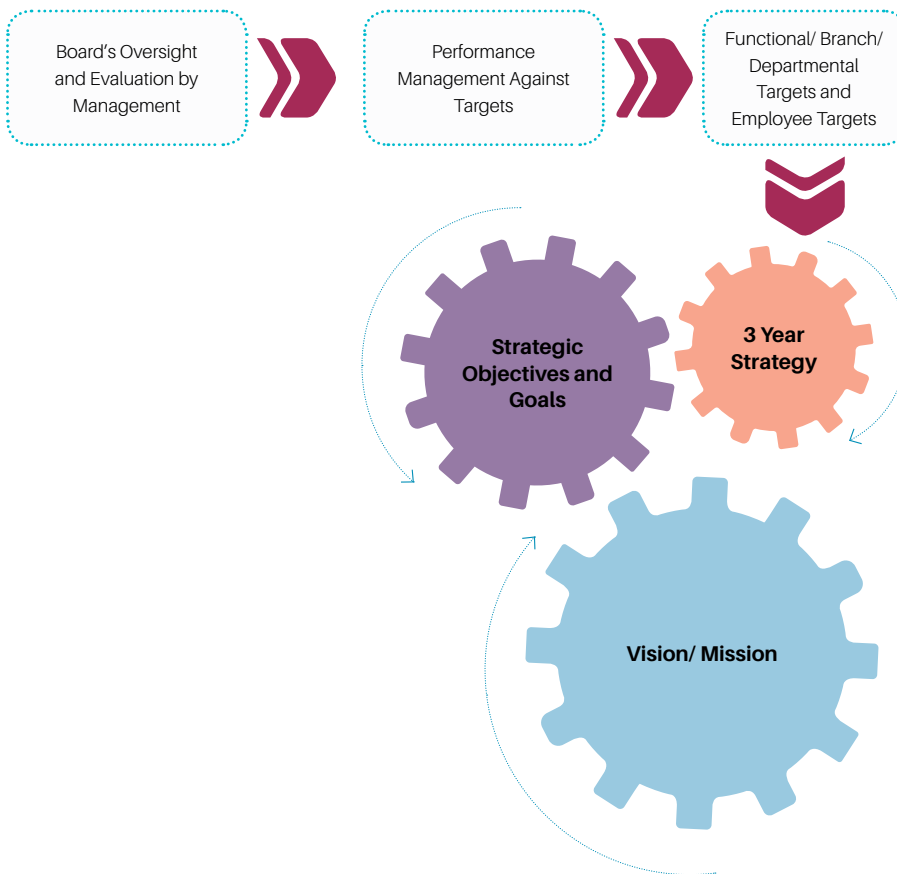 Board's Oversight
and Evaluation by
Management
Performance
Management Against
Targets
Functional/ Branch/
Departmental
Targets and
Employee Targets
Strategic
Objectives and
Goals
3 Year
Strategy
Vision/ Mission